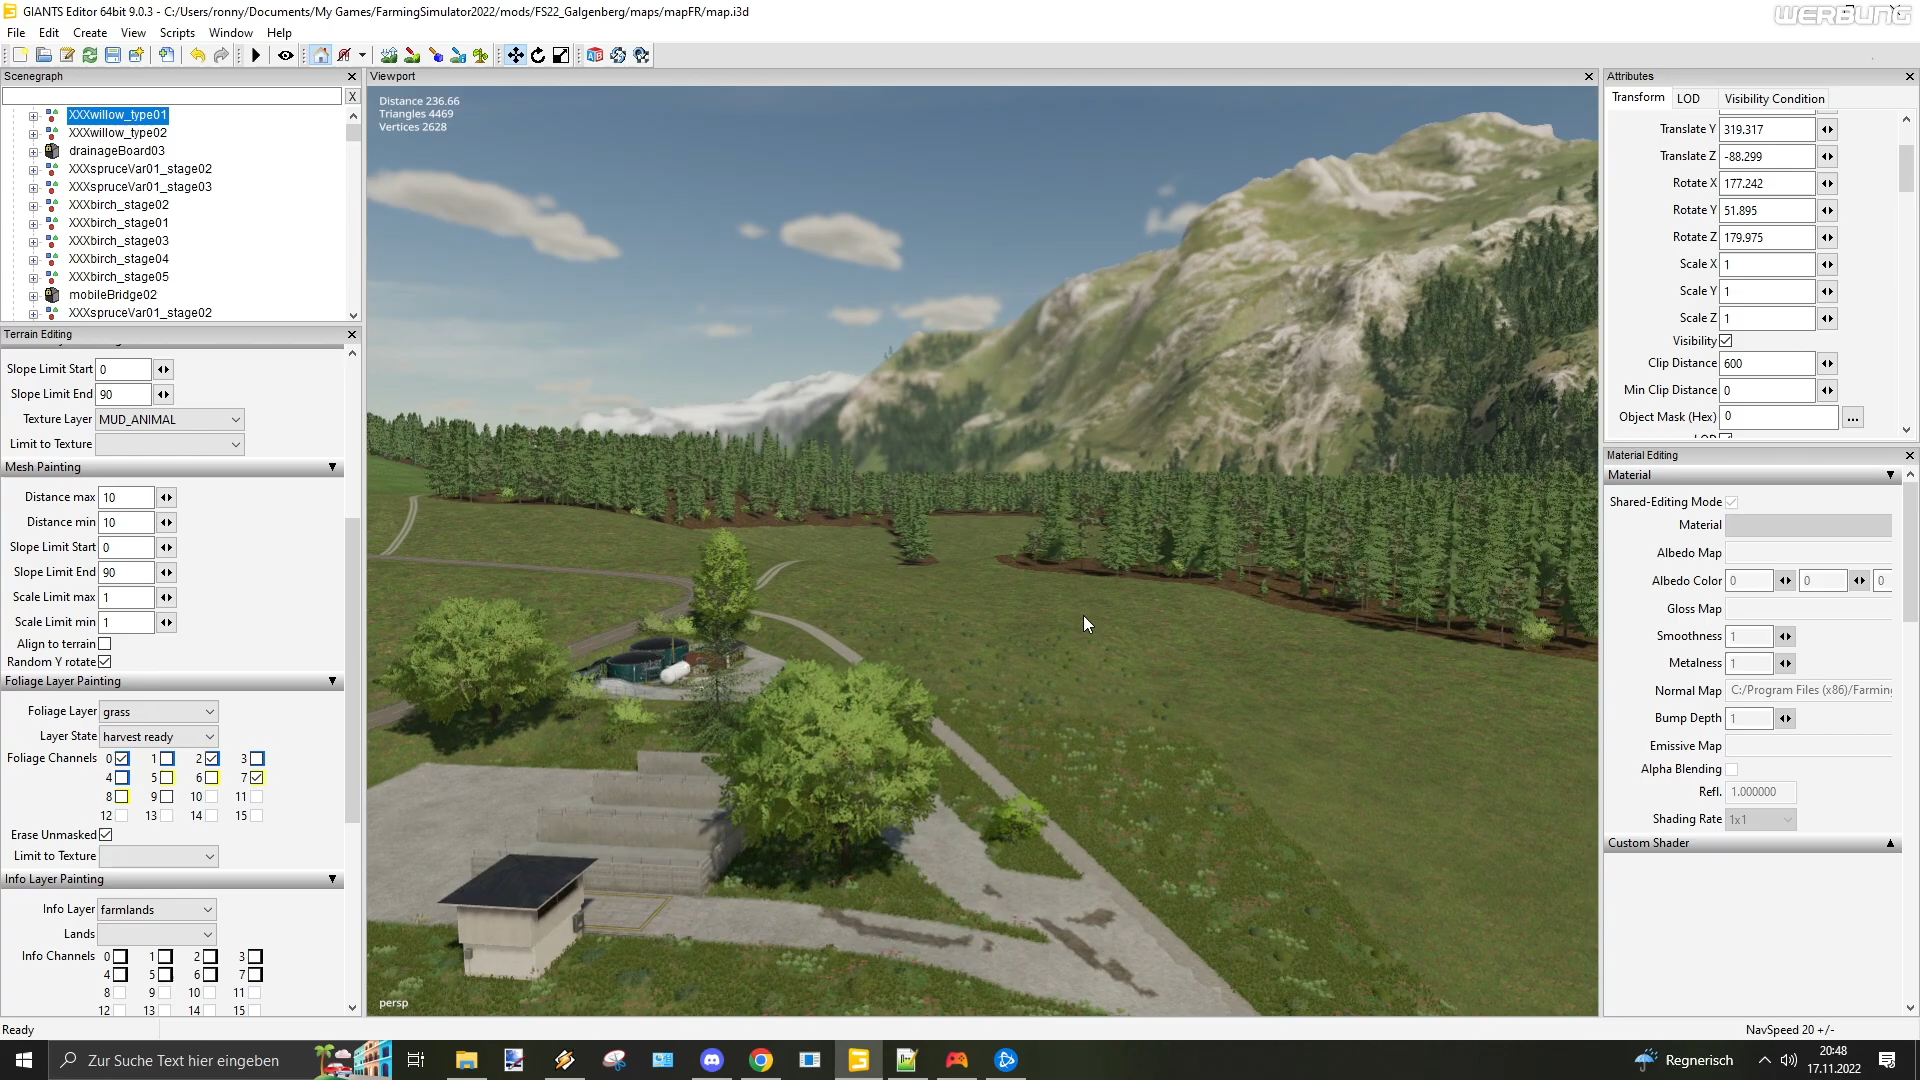 GIANTS Editor 64bit 9.0.3 - C:/Users/ronny/Documents/My Games/FarmingSimulator2022/mods/FS22_Galgenberg/maps/mapFR/map.i3d
WERBUNG
File Edit Create View Scripts Window Help
Scenegraph
X
XXXwillow_type01
XXXwillow_type02
drainageBoard03
XXXspruceVar01_stage02
XXXspruceVar01_stage03
XXXbirch_stage02
XXXbirch_stage01
XXXbirch_stage03
XXXbirch_stage04
XXXbirch_stage05
mobileBridge02
XXXspruceVar01_stage02
Terrain Editing
Slope Limit Start 0
Slope Limit End 90
Texture Layer MUD_ANIMAL
Limit to Texture
Mesh Painting
Distance max 10
Distance min 10
Slope Limit Start 0
Slope Limit End 90
Scale Limit max 1
Scale Limit min 1
Align to terrain
Random Y rotate
Foliage Layer Painting
Foliage Layer grass
Layer State harvest ready
Foliage Channels 0 1 2 3
4 5 6 7
8 9 10 11
12 13 14 15
Erase Unmasked
Limit to Texture
Info Layer Painting
Info Layer farmlands
Lands
Info Channels 0 1 2 3
4 5 6 7
8 9 10 11
12 13 14 15
Viewport
Distance 236.66
Triangles 4469
Vertices 2628
persp
Attributes
Transform LOD Visibility Condition
Translate Y 319.317
Translate Z -88.299
Rotate X 177.242
Rotate Y 51.895
Rotate Z 179.975
Scale X 1
Scale Y 1
Scale Z 1
Visibility
Clip Distance 600
Min Clip Distance 0
Object Mask (Hex) 0 ...
LOD
Material Editing
Material
Shared-Editing Mode
Material
Albedo Map
Albedo Color 0 0 0
Gloss Map
Smoothness 1
Metalness 1
Normal Map C:/Program Files (x86)/Farming
Bump Depth 1
Emissive Map
Alpha Blending
Refl. 1.000000
Shading Rate 1x1
Custom Shader
Ready
NavSpeed 20 +/-
Zur Suche Text hier eingeben
Regnerisch
20:48
17.11.2022